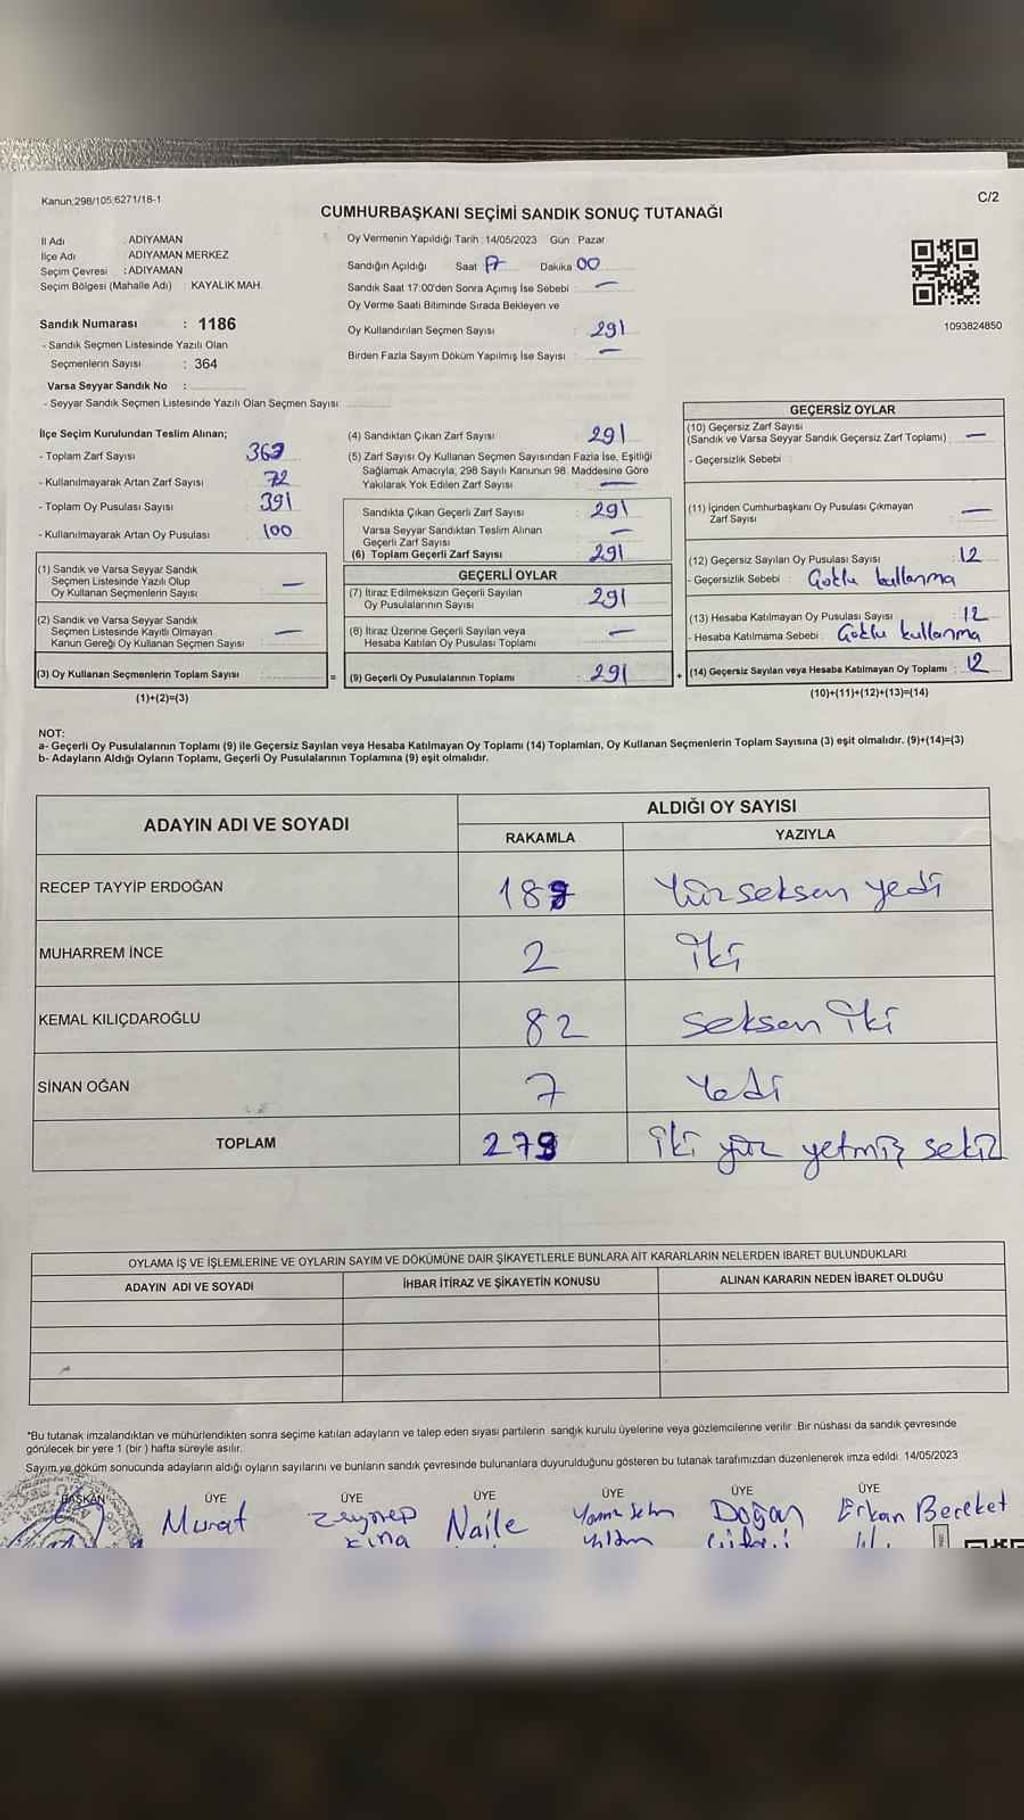 Kanun;298/105;6271/18-1
C/2
CUMHURBAŞKANI SEÇİMİ SANDIK SONUÇ TUTANAĞI
İl Adı : ADIYAMAN
İlçe Adı : ADIYAMAN MERKEZ
Seçim Çevresi : ADIYAMAN
Seçim Bölgesi (Mahalle Adı) : KAYALIK MAH.
Sandık Numarası : 1186
- Sandık Seçmen Listesinde Yazılı Olan
Seçmenlerin Sayısı : 364
Varsa Seyyar Sandık No :
- Seyyar Sandık Seçmen Listesinde Yazılı Olan Seçmen Sayısı
Oy Vermenin Yapıldığı Tarih : 14/05/2023 Gün : Pazar
Sandığın Açıldığı Saat 17 Dakika 00
Sandık Saat 17:00'den Sonra Açımış İse Sebebi : —
Oy Verme Saati Bitiminde Sırada Bekleyen ve
Oy Kullandırılan Seçmen Sayısı : 291
Birden Fazla Sayım Döküm Yapılmış İse Sayısı : —
1093824850
İlçe Seçim Kurulundan Teslim Alınan;
- Toplam Zarf Sayısı
- Kullanılmayarak Artan Zarf Sayısı 72
- Toplam Oy Pusulası Sayısı 391
- Kullanılmayarak Artan Oy Pusulası 100
(1) Sandık ve Varsa Seyyar Sandık
Seçmen Listesinde Yazılı Olup
Oy Kullanan Seçmenlerin Sayısı —
(2) Sandık ve Varsa Seyyar Sandık
Seçmen Listesinde Kayıtlı Olmayan
Kanun Gereği Oy Kullanan Seçmen Sayısı —
(3) Oy Kullanan Seçmenlerin Toplam Sayısı
(1)+(2)=(3)
=
(4) Sandıktan Çıkan Zarf Sayısı 291
(5) Zarf Sayısı Oy Kullanan Seçmen Sayısından Fazla İse, Eşitliği
Sağlamak Amacıyla, 298 Sayılı Kanunun 98. Maddesine Göre
Yakılarak Yok Edilen Zarf Sayısı —
Sandıkta Çıkan Geçerli Zarf Sayısı 291
Varsa Seyyar Sandıktan Teslim Alınan
Geçerli Zarf Sayısı —
(6) Toplam Geçerli Zarf Sayısı 291
GEÇERLİ OYLAR
(7) İtiraz Edilmeksizin Geçerli Sayılan
Oy Pusulalarının Sayısı 291
(8) İtiraz Üzerine Geçerli Sayılan veya
Hesaba Katılan Oy Pusulası Toplamı —
(9) Geçerli Oy Pusulalarının Toplamı 291
+
GEÇERSİZ OYLAR
(10) Geçersiz Zarf Sayısı
(Sandık ve Varsa Seyyar Sandık Geçersiz Zarf Toplamı) —
- Geçersizlik Sebebi :
(11) İçinden Cumhurbaşkanı Oy Pusulası Çıkmayan
Zarf Sayısı —
(12) Geçersiz Sayılan Oy Pusulası Sayısı : 12
- Geçersizlik Sebebi : Çoklu kullanma
(13) Hesaba Katılmayan Oy Pusulası Sayısı : 12
- Hesaba Katılmama Sebebi : Çoklu kullanma
(14) Geçersiz Sayılan veya Hesaba Katılmayan Oy Toplamı : 12
(10)+(11)+(12)+(13)=(14)
NOT:
a- Geçerli Oy Pusulalarının Toplamı (9) ile Geçersiz Sayılan veya Hesaba Katılmayan Oy Toplamı (14) Toplamları, Oy Kullanan Seçmenlerin Toplam Sayısına (3) eşit olmalıdır. (9)+(14)=(3)
b- Adayların Aldığı Oyların Toplamı, Geçerli Oy Pusulalarının Toplamına (9) eşit olmalıdır.
ADAYIN ADI VE SOYADI
ALDIĞI OY SAYISI
RAKAMLA YAZIYLA
RECEP TAYYİP ERDOĞAN 187 Yüz seksen yedi
MUHARREM İNCE 2 iki
KEMAL KILIÇDAROĞLU 82 seksen iki
SİNAN OĞAN 7 Yedi
TOPLAM 278 iki yüz yetmiş sekiz
OYLAMA İŞ VE İŞLEMLERİNE VE OYLARIN SAYIM VE DÖKÜMÜNE DAİR ŞİKAYETLERLE BUNLARA AİT KARARLARIN NELERDEN İBARET BULUNDUKLARI
ADAYIN ADI VE SOYADI İHBAR İTİRAZ VE ŞİKAYETİN KONUSU ALINAN KARARIN NEDEN İBARET OLDUĞU
*Bu tutanak imzalandıktan ve mühürlendikten sonra seçime katılan adayların ve talep eden siyasi partilerin sandık kurulu üyelerine veya gözlemcilerine verilir. Bir nüshası da sandık çevresinde
görülecek bir yere 1 (bir) hafta süreyle asılır.
Sayım ve döküm sonucunda adayların aldığı oyların sayılarını ve bunların sandık çevresinde bulunanlara duyurulduğunu gösteren bu tutanak tarafımızdan düzenlenerek imza edildi. 14/05/2023
BAŞKAN ÜYE ÜYE ÜYE ÜYE ÜYE ÜYE
Murat Zeynep Naile Doğan Erkan Bereket